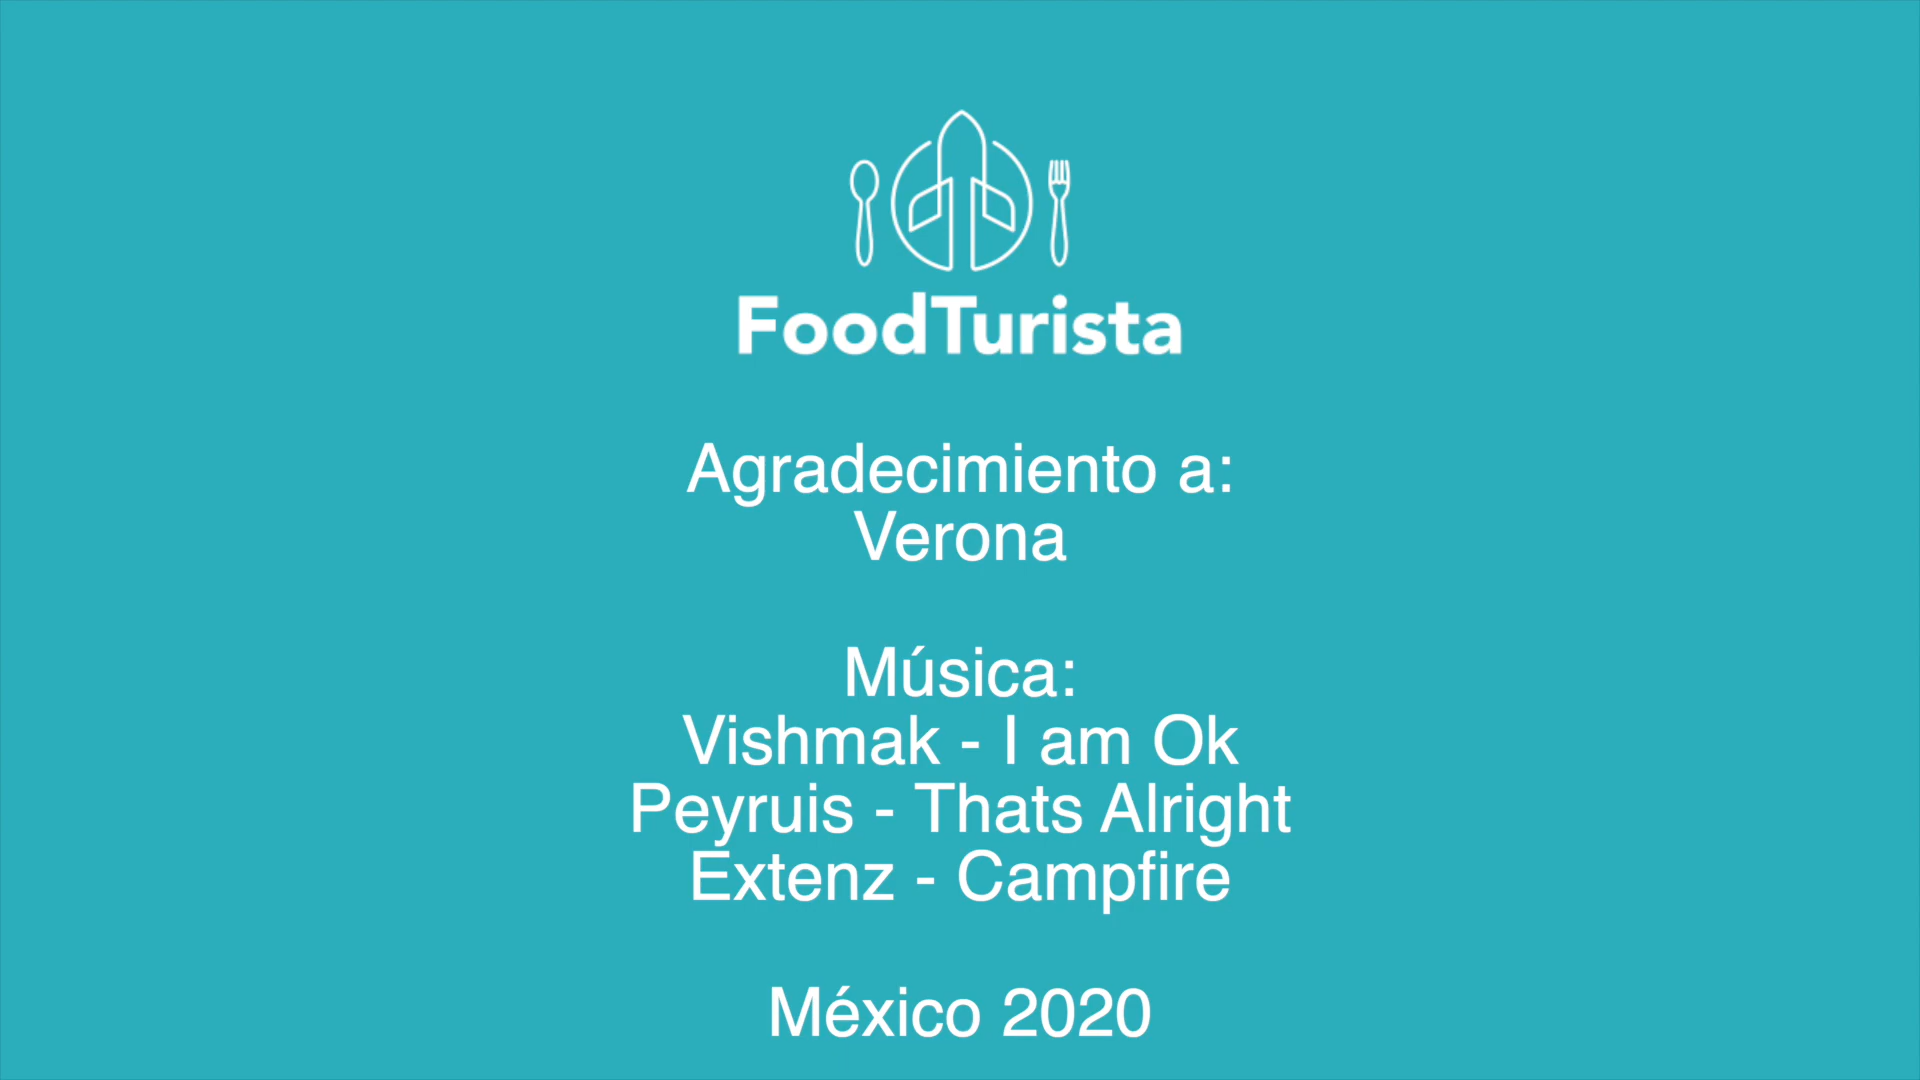 FoodTurista
Agradecimiento a:
Verona
Música:
Vishmak - I am Ok
Peyruis - Thats Alright
Extenz - Campfire
México 2020